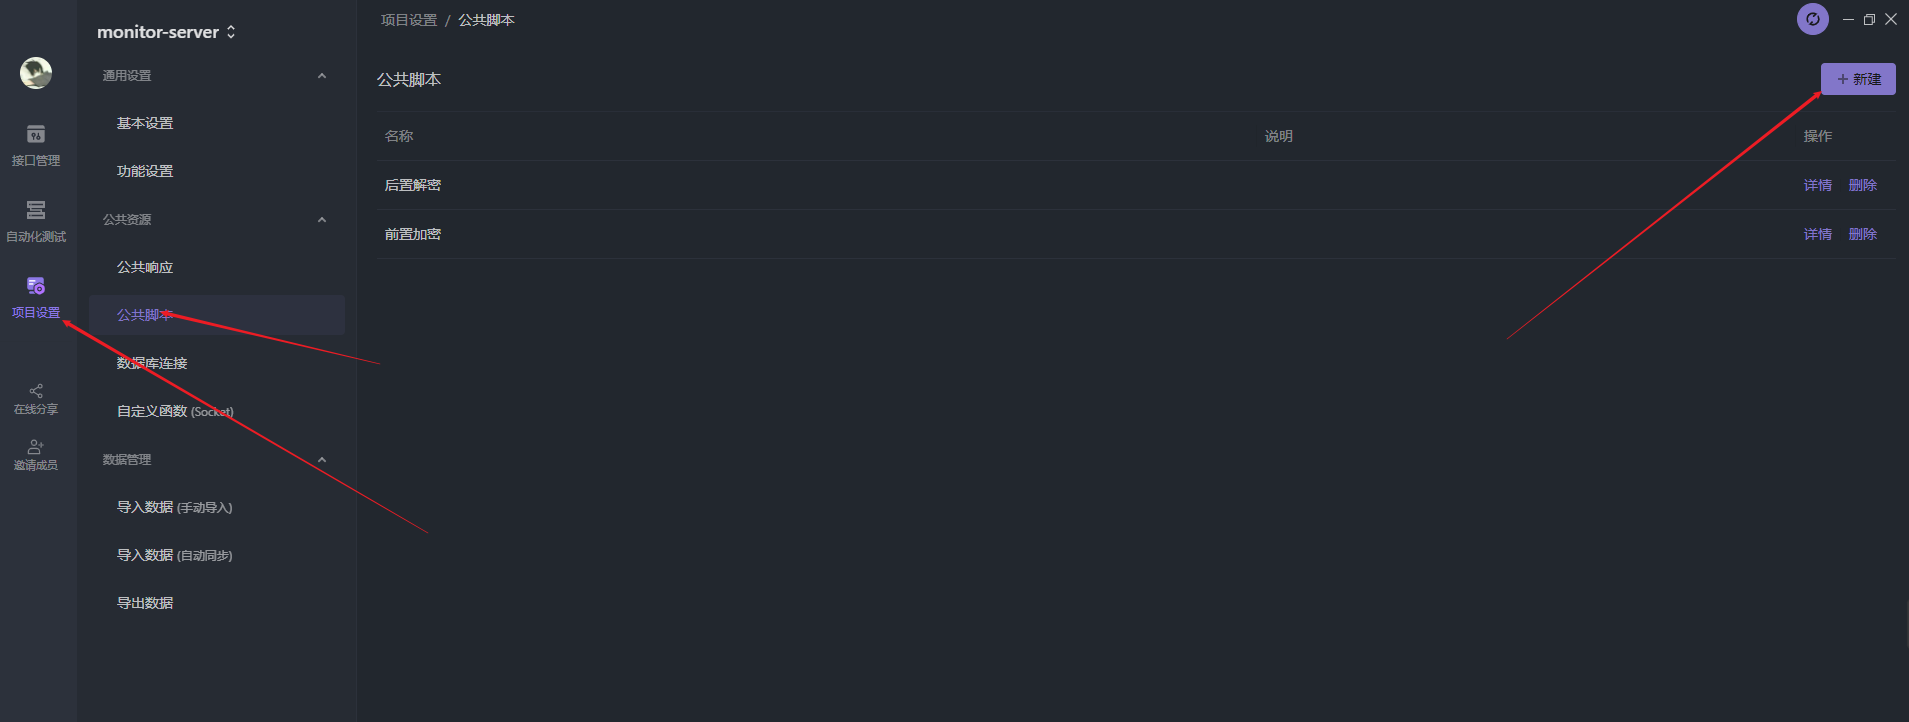 接口管理
自动化测试
项目设置
在线分享
邀请成员
monitor-server
通用设置
基本设置
功能设置
公共资源
公共响应
公共脚本
数据库连接
自定义函数 (Socket)
数据管理
导入数据 (手动导入)
导入数据 (自动同步)
导出数据
项目设置 / 公共脚本
公共脚本
+ 新建
名称 说明 操作
后置解密 详情 删除
前置加密 详情 删除